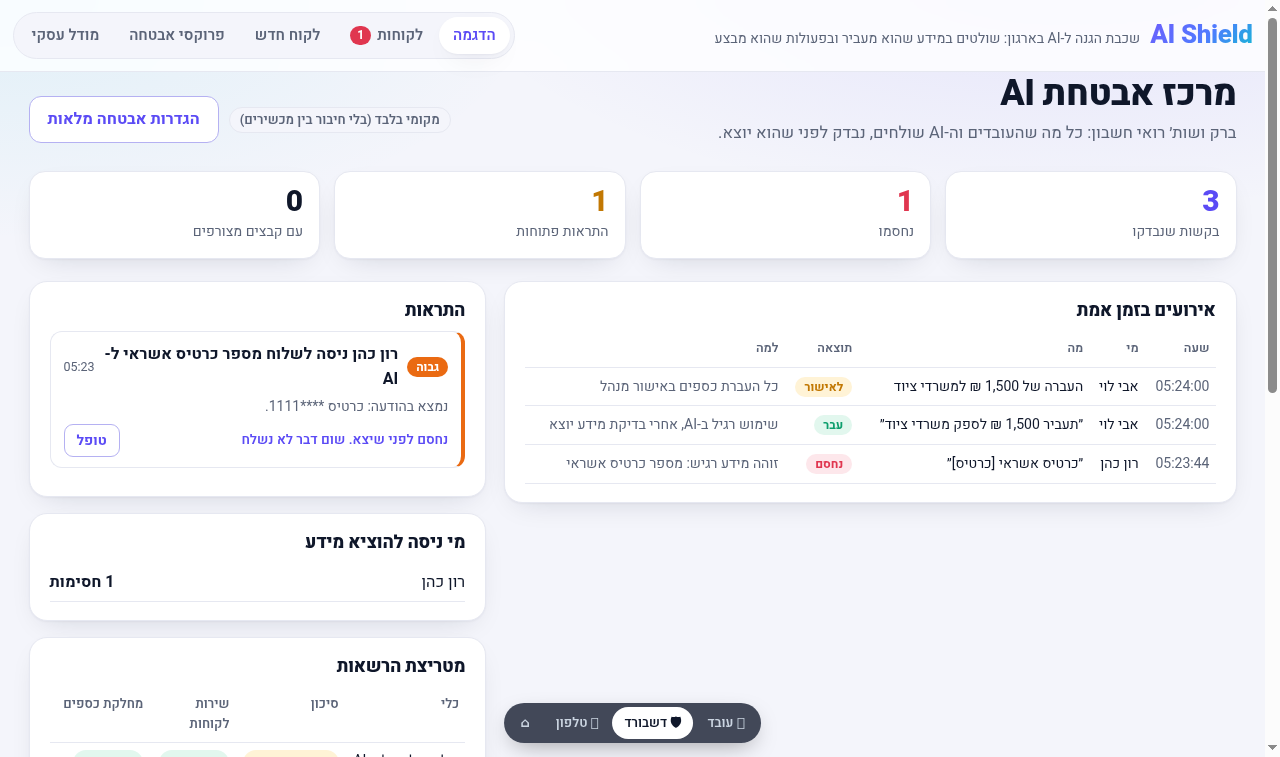 AI Shield
שכבת הגנה ל-AI בארגון: שולטים במידע שהוא מעביר ובפעולות שהוא מבצע
הדגמה
לקוחות 1
לקוח חדש
פרוקסי אבטחה
מודל עסקי
מרכז אבטחת AI
ברק ושות׳ רואי חשבון: כל מה שהעובדים וה-AI שולחים, נבדק לפני שהוא יוצא.
מקומי בלבד (בלי חיבור בין מכשירים)
הגדרות אבטחה מלאות
3
בקשות שנבדקו
1
נחסמו
1
התראות פתוחות
0
עם קבצים מצורפים
אירועים בזמן אמת
שעה מי מה תוצאה למה
05:24:00 אבי לוי העברה של 1,500 ₪ למשרדי ציוד לאישור כל העברת כספים באישור מנהל
05:24:00 אבי לוי ״תעביר 1,500 ₪ לספק משרדי ציוד״ עבר שימוש רגיל ב-AI, אחרי בדיקת מידע יוצא
05:23:44 רון כהן ״כרטיס אשראי [כרטיס]״ נחסם זוהה מידע רגיש: מספר כרטיס אשראי
התראות
גבוה
רון כהן ניסה לשלוח מספר כרטיס אשראי ל-
AI
05:23
נמצא בהודעה: כרטיס ****1111.
נחסם לפני שיצא. שום דבר לא נשלח
טופל
מי ניסה להוציא מידע
רון כהן 1 חסימות
מטריצת הרשאות
כלי סיכון שירות
לקוחות מחלקת כספים
עובד
דשבורד
טלפון